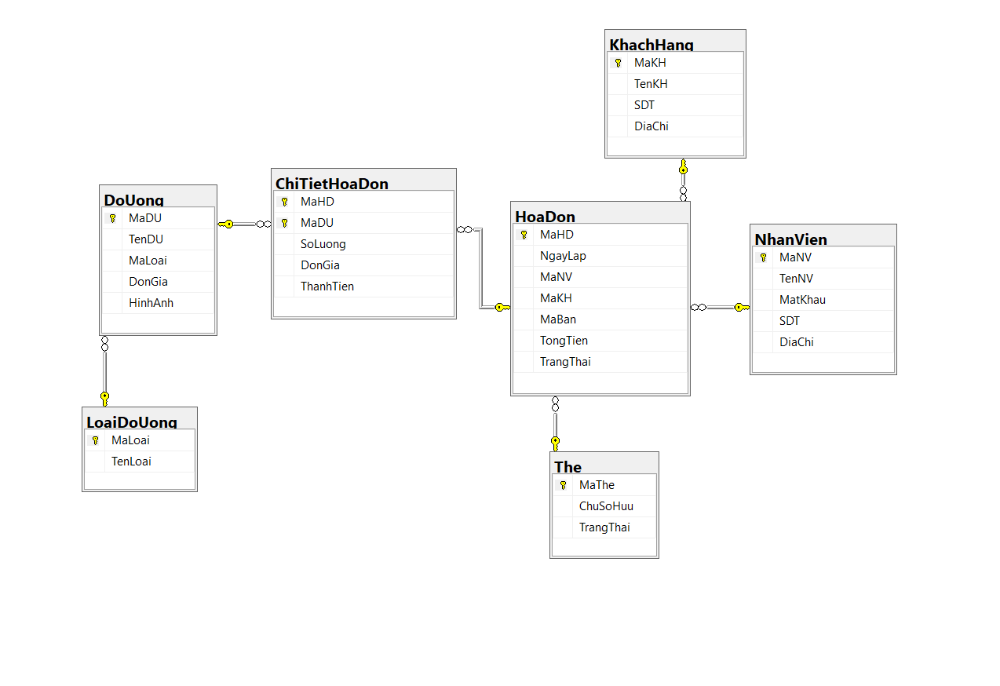 KhachHang
MaKH
TenKH
SDT
DiaChi
ChiTietHoaDon
MaHD
MaDU
SoLuong
DonGia
ThanhTien
DoUong
MaDU
TenDU
MaLoai
DonGia
HinhAnh
HoaDon
MaHD
NgayLap
MaNV
MaKH
MaBan
TongTien
TrangThai
NhanVien
MaNV
TenNV
MatKhau
SDT
DiaChi
LoaiDoUong
MaLoai
TenLoai
The
MaThe
ChuSoHuu
TrangThai